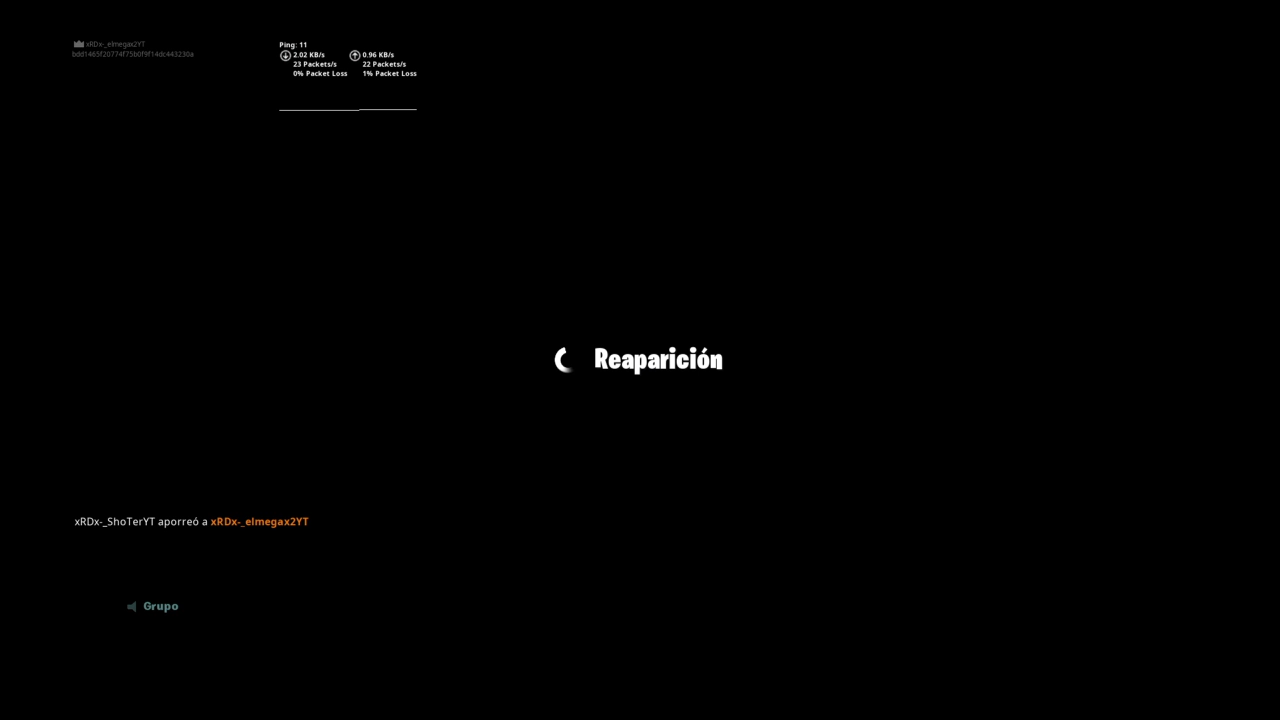 xRDx-_elmegax2YT
bdd1465f20774f75b0f9f14dc443230a
Ping: 11
2.02 KB/s 0.96 KB/s
23 Packets/s 22 Packets/s
0% Packet Loss 1% Packet Loss
Reaparición
xRDx-_ShoTerYT aporreó a xRDx-_elmegax2YT
Grupo